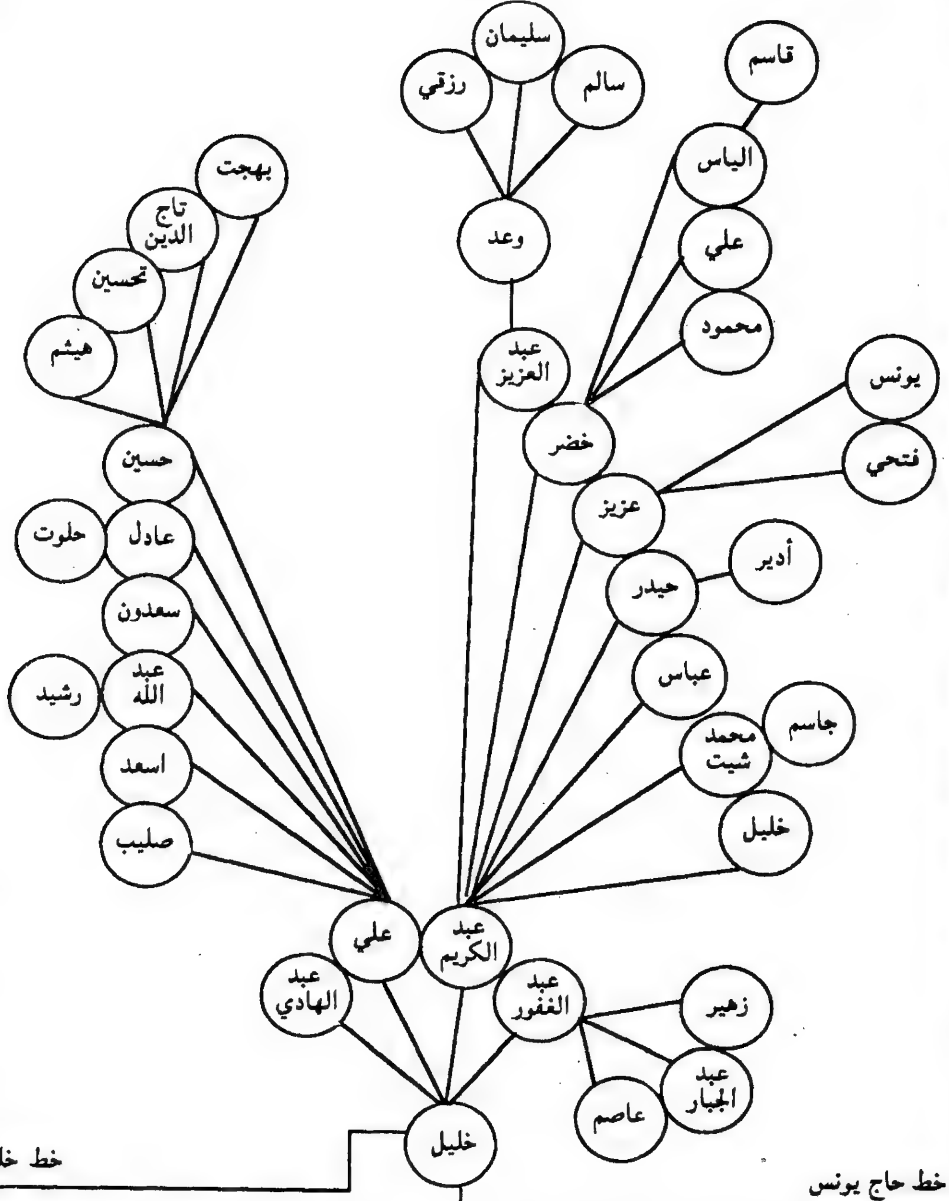 سليمان
رزقي
سالم
قاسم
الياس
بهجت
تاج
الدين
وعد
علي
تحسين
محمود
هيثم
عبد
العزيز
يونس
خضر
حسين
فتحي
عزيز
حلوت
عادل
أدير
حيدر
سعدون
عباس
عبد
الله
رشيد
محمد
شيت
جاسم
اسعد
خليل
صليب
علي
عبد
الكريم
عبد
الهادي
عبد
الغفور
زهير
عبد
الجبار
عاصم
خليل
خط حاج يونس